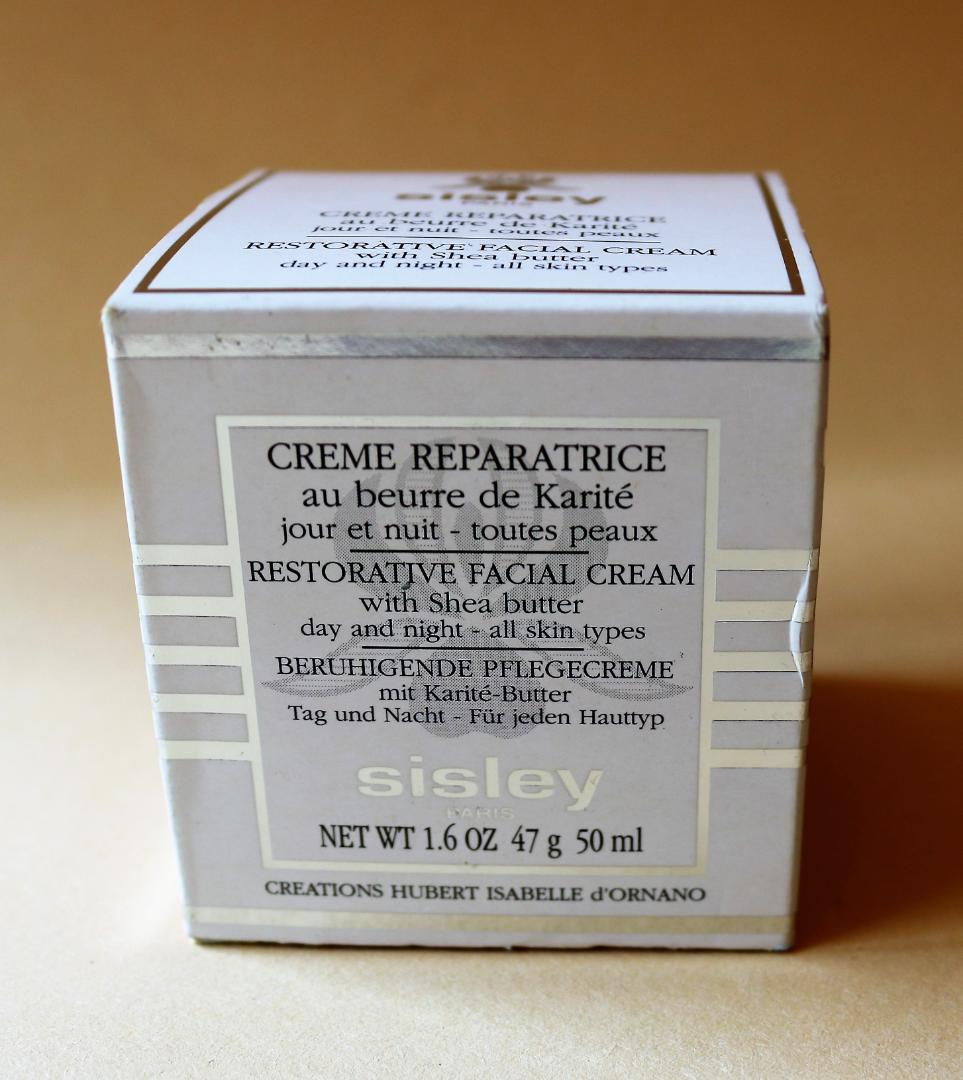 sisley
PARIS
CREME REPARATRICE
au beurre de Karité
jour et nuit - toutes peaux
RESTORATIVE FACIAL CREAM
with Shea butter
day and night - all skin types
CREME REPARATRICE
au beurre de Karité
jour et nuit - toutes peaux
RESTORATIVE FACIAL CREAM
with Shea butter
day and night - all skin types
BERUHIGENDE PFLEGECREME
mit Karité-Butter
Tag und Nacht - Für jeden Hauttyp
sisley
PARIS
NET WT 1.6 OZ 47 g 50 ml
CREATIONS HUBERT ISABELLE d'ORNANO